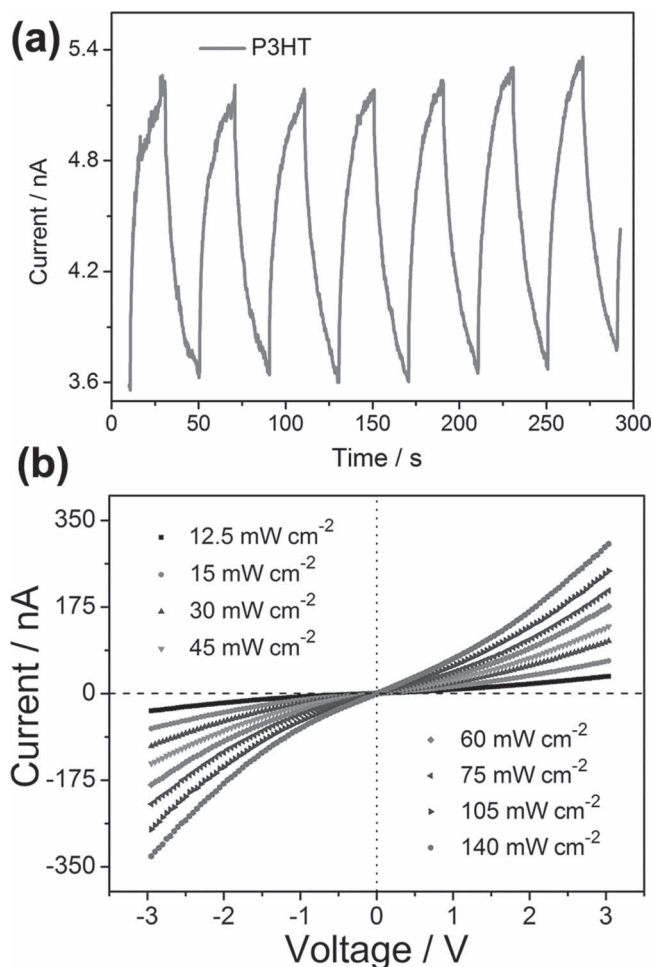 (a)
P3HT
5.4
4.8
4.2
3.6
Current / nA
0 50 100 150 200 250 300
Time / s
(b)
350
175
0
-175
-350
Current / nA
12.5 mW cm⁻²
15 mW cm⁻²
30 mW cm⁻²
45 mW cm⁻²
60 mW cm⁻²
75 mW cm⁻²
105 mW cm⁻²
140 mW cm⁻²
-3 -2 -1 0 1 2 3
Voltage / V